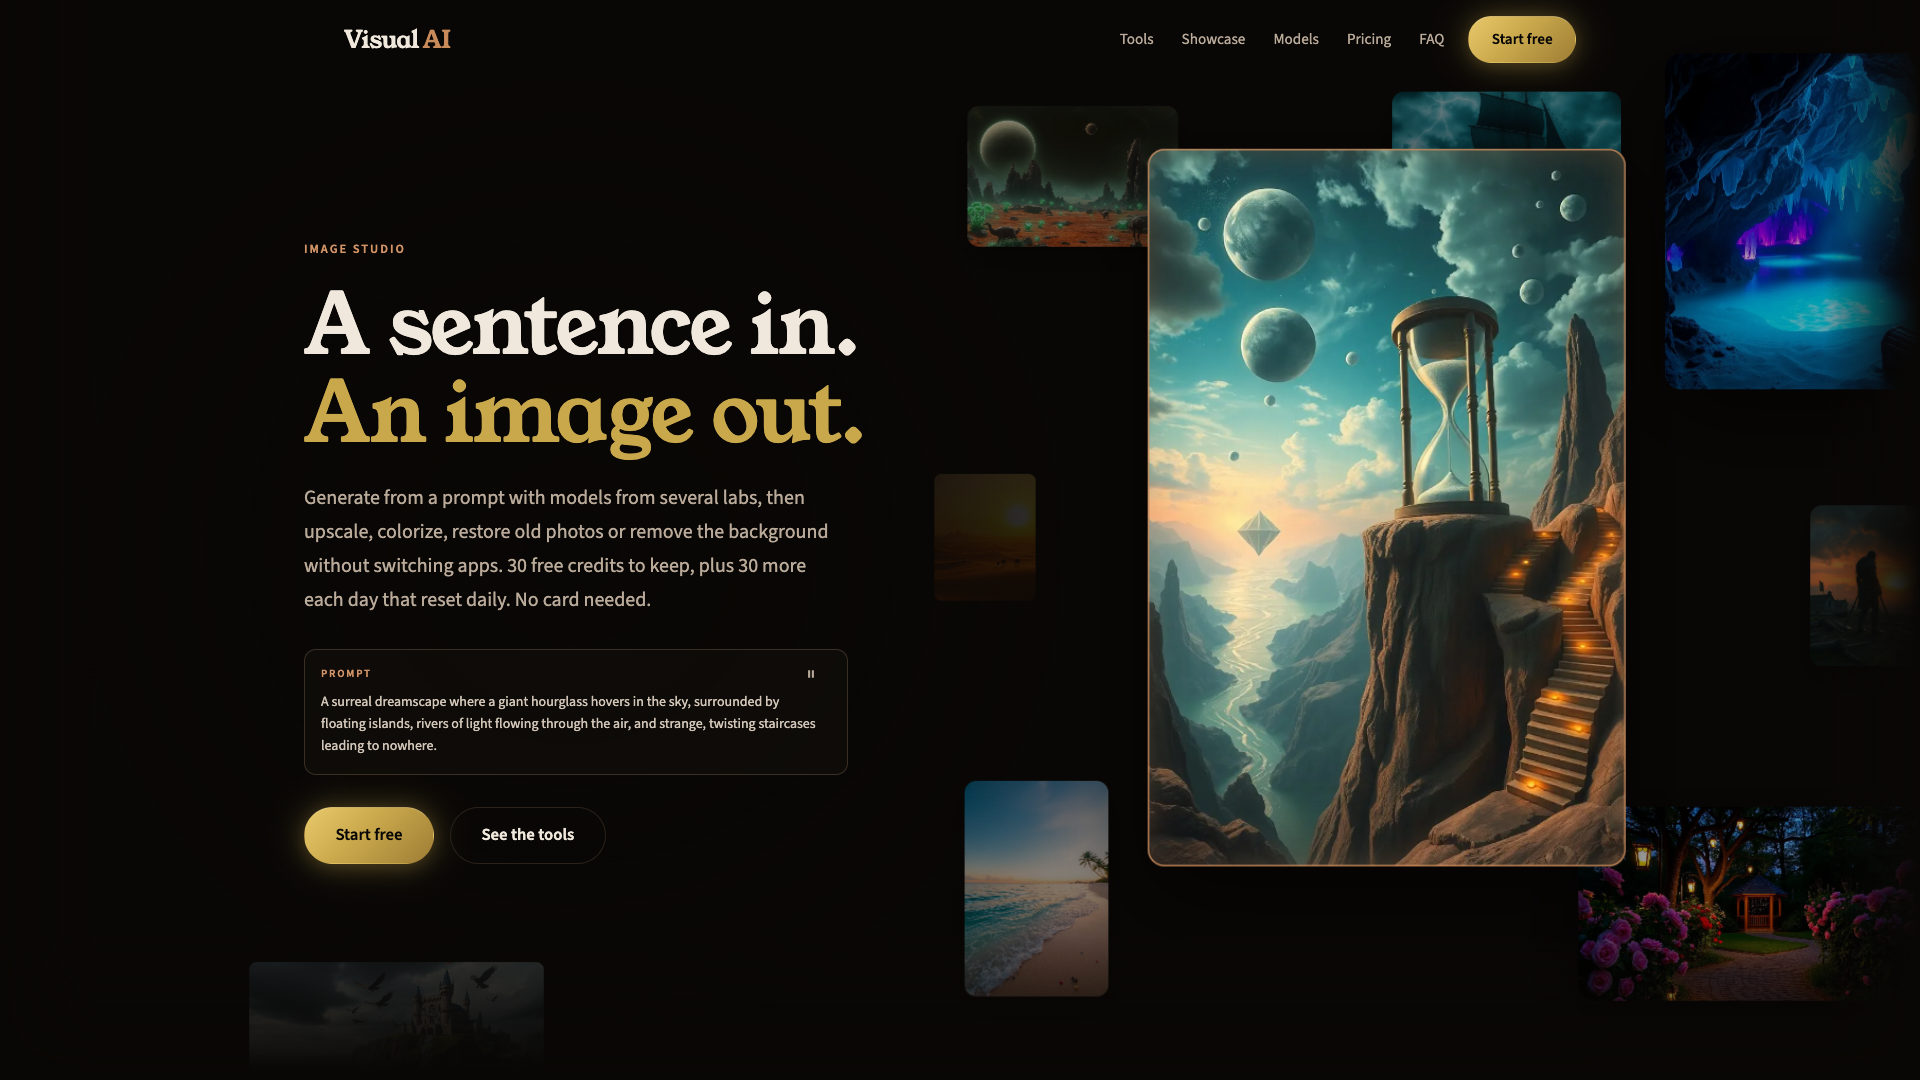 Visual AI
Tools
Showcase
Models
Pricing
FAQ
Start free
IMAGE STUDIO
A sentence in.
An image out.
Generate from a prompt with models from several labs, then
upscale, colorize, restore old photos or remove the background
without switching apps. 30 free credits to keep, plus 30 more
each day that reset daily. No card needed.
PROMPT
A surreal dreamscape where a giant hourglass hovers in the sky, surrounded by
floating islands, rivers of light flowing through the air, and strange, twisting staircases
leading to nowhere.
Start free
See the tools